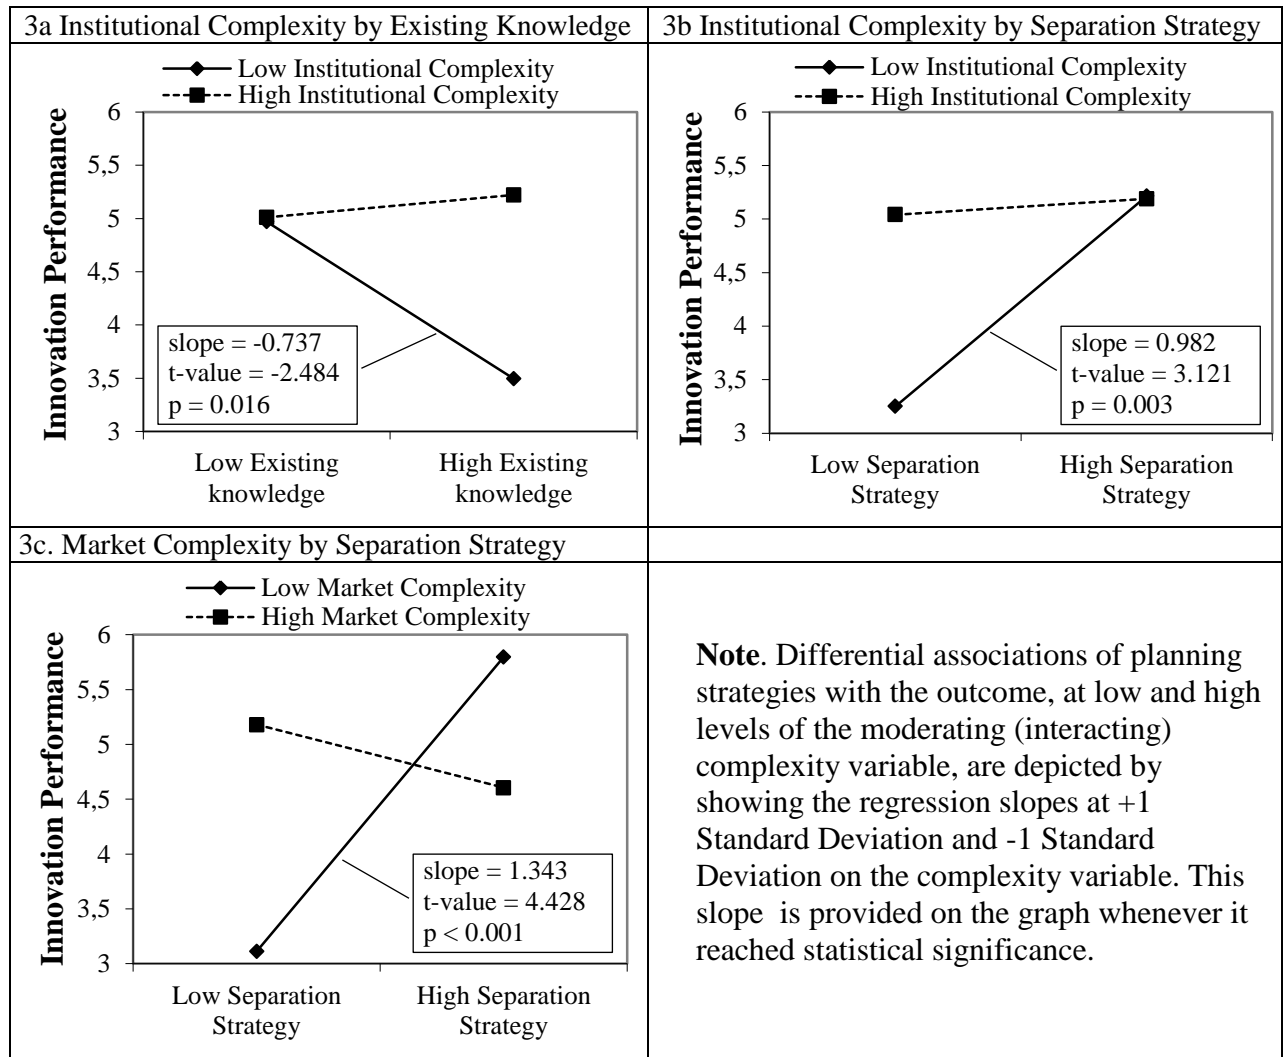 3a Institutional Complexity by Existing Knowledge
Low Institutional Complexity
High Institutional Complexity
Innovation Performance
6
5,5
5
4,5
4
3,5
3
slope = -0.737
t-value = -2.484
p = 0.016
Low Existing
knowledge
High Existing
knowledge
3b Institutional Complexity by Separation Strategy
Low Institutional Complexity
High Institutional Complexity
Innovation Performance
6
5,5
5
4,5
4
3,5
3
slope = 0.982
t-value = 3.121
p = 0.003
Low Separation
Strategy
High Separation
Strategy
3c. Market Complexity by Separation Strategy
Low Market Complexity
High Market Complexity
Innovation Performance
6
5,5
5
4,5
4
3,5
3
slope = 1.343
t-value = 4.428
p < 0.001
Low Separation
Strategy
High Separation
Strategy
Note. Differential associations of planning
strategies with the outcome, at low and high
levels of the moderating (interacting)
complexity variable, are depicted by
showing the regression slopes at +1
Standard Deviation and -1 Standard
Deviation on the complexity variable. This
slope is provided on the graph whenever it
reached statistical significance.